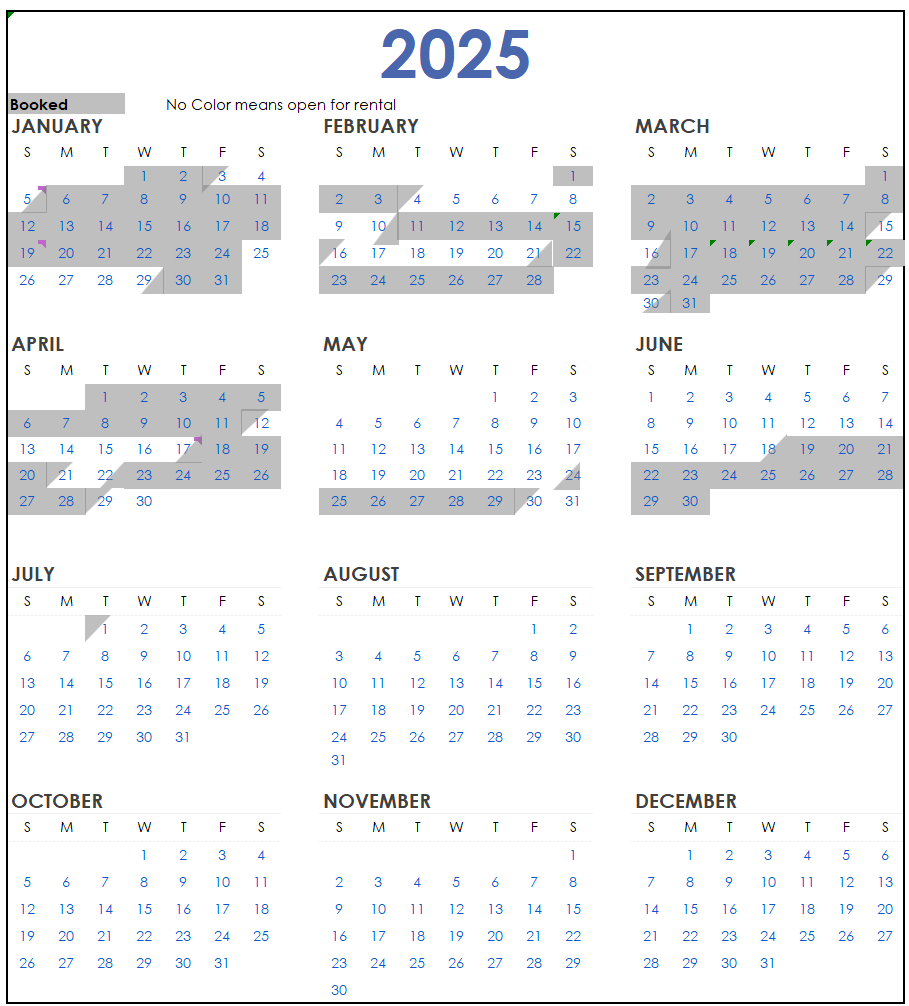 2025
Booked No Color means open for rental
JANUARY FEBRUARY MARCH
S M T W T F S S M T W T F S S M T W T F S
1 2 3 4 1 1
5 6 7 8 9 10 11 2 3 4 5 6 7 8 2 3 4 5 6 7 8
12 13 14 15 16 17 18 9 10 11 12 13 14 15 9 10 11 12 13 14 15
19 20 21 22 23 24 25 16 17 18 19 20 21 22 16 17 18 19 20 21 22
26 27 28 29 30 31 23 24 25 26 27 28 23 24 25 26 27 28 29
30 31
APRIL MAY JUNE
S M T W T F S S M T W T F S S M T W T F S
1 2 3 4 5 1 2 3 1 2 3 4 5 6 7
6 7 8 9 10 11 12 4 5 6 7 8 9 10 8 9 10 11 12 13 14
13 14 15 16 17 18 19 11 12 13 14 15 16 17 15 16 17 18 19 20 21
20 21 22 23 24 25 26 18 19 20 21 22 23 24 22 23 24 25 26 27 28
27 28 29 30 25 26 27 28 29 30 31 29 30
JULY AUGUST SEPTEMBER
S M T W T F S S M T W T F S S M T W T F S
1 2 3 4 5 1 2 1 2 3 4 5 6
6 7 8 9 10 11 12 3 4 5 6 7 8 9 7 8 9 10 11 12 13
13 14 15 16 17 18 19 10 11 12 13 14 15 16 14 15 16 17 18 19 20
20 21 22 23 24 25 26 17 18 19 20 21 22 23 21 22 23 24 25 26 27
27 28 29 30 31 24 25 26 27 28 29 30 28 29 30
31
OCTOBER NOVEMBER DECEMBER
S M T W T F S S M T W T F S S M T W T F S
1 2 3 4 1 1 2 3 4 5 6
5 6 7 8 9 10 11 2 3 4 5 6 7 8 7 8 9 10 11 12 13
12 13 14 15 16 17 18 9 10 11 12 13 14 15 14 15 16 17 18 19 20
19 20 21 22 23 24 25 16 17 18 19 20 21 22 21 22 23 24 25 26 27
26 27 28 29 30 31 23 24 25 26 27 28 29 28 29 30 31
30